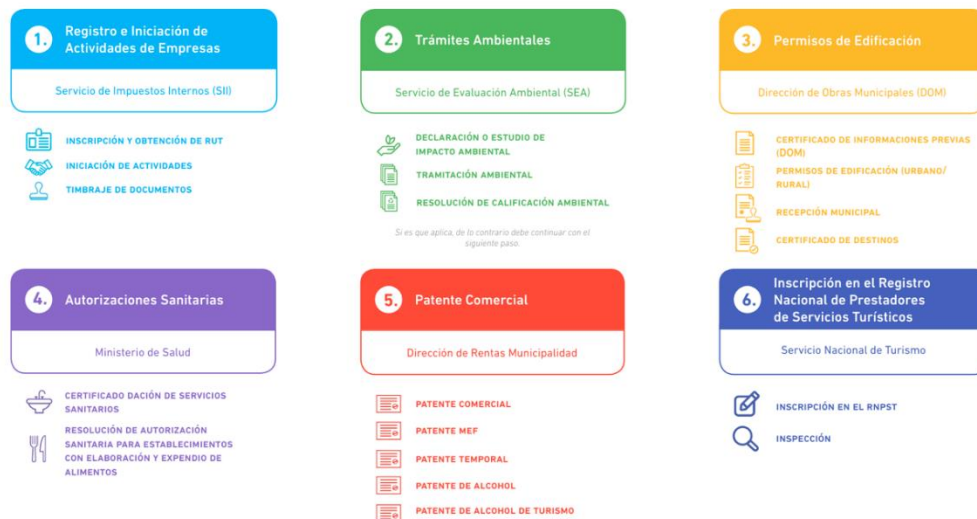 1.
Registro e Iniciación de
Actividades de Empresas
Servicio de Impuestos Internos (SII)
INSCRIPCIÓN Y OBTENCIÓN DE RUT
INICIACIÓN DE ACTIVIDADES
TIMBRAJE DE DOCUMENTOS
2.
Trámites Ambientales
Servicio de Evaluación Ambiental (SEA)
DECLARACIÓN O ESTUDIO DE
IMPACTO AMBIENTAL
TRAMITACIÓN AMBIENTAL
RESOLUCIÓN DE CALIFICACIÓN AMBIENTAL
Si es que aplica, de lo contrario debe continuar con el
siguiente paso.
3.
Permisos de Edificación
Dirección de Obras Municipales (DOM)
CERTIFICADO DE INFORMACIONES PREVIAS
(DOM)
PERMISOS DE EDIFICACIÓN (URBANO/
RURAL)
RECEPCIÓN MUNICIPAL
CERTIFICADO DE DESTINOS
4.
Autorizaciones Sanitarias
Ministerio de Salud
CERTIFICADO DACIÓN DE SERVICIOS
SANITARIOS
RESOLUCIÓN DE AUTORIZACIÓN
SANITARIA PARA ESTABLECIMIENTOS
CON ELABORACIÓN Y EXPENDIO DE
ALIMENTOS
5.
Patente Comercial
Dirección de Rentas Municipalidad
PATENTE COMERCIAL
PATENTE MEF
PATENTE TEMPORAL
PATENTE DE ALCOHOL
PATENTE DE ALCOHOL DE TURISMO
6.
Inscripción en el Registro
Nacional de Prestadores
de Servicios Turísticos
Servicio Nacional de Turismo
INSCRIPCIÓN EN EL RNPST
INSPECCIÓN